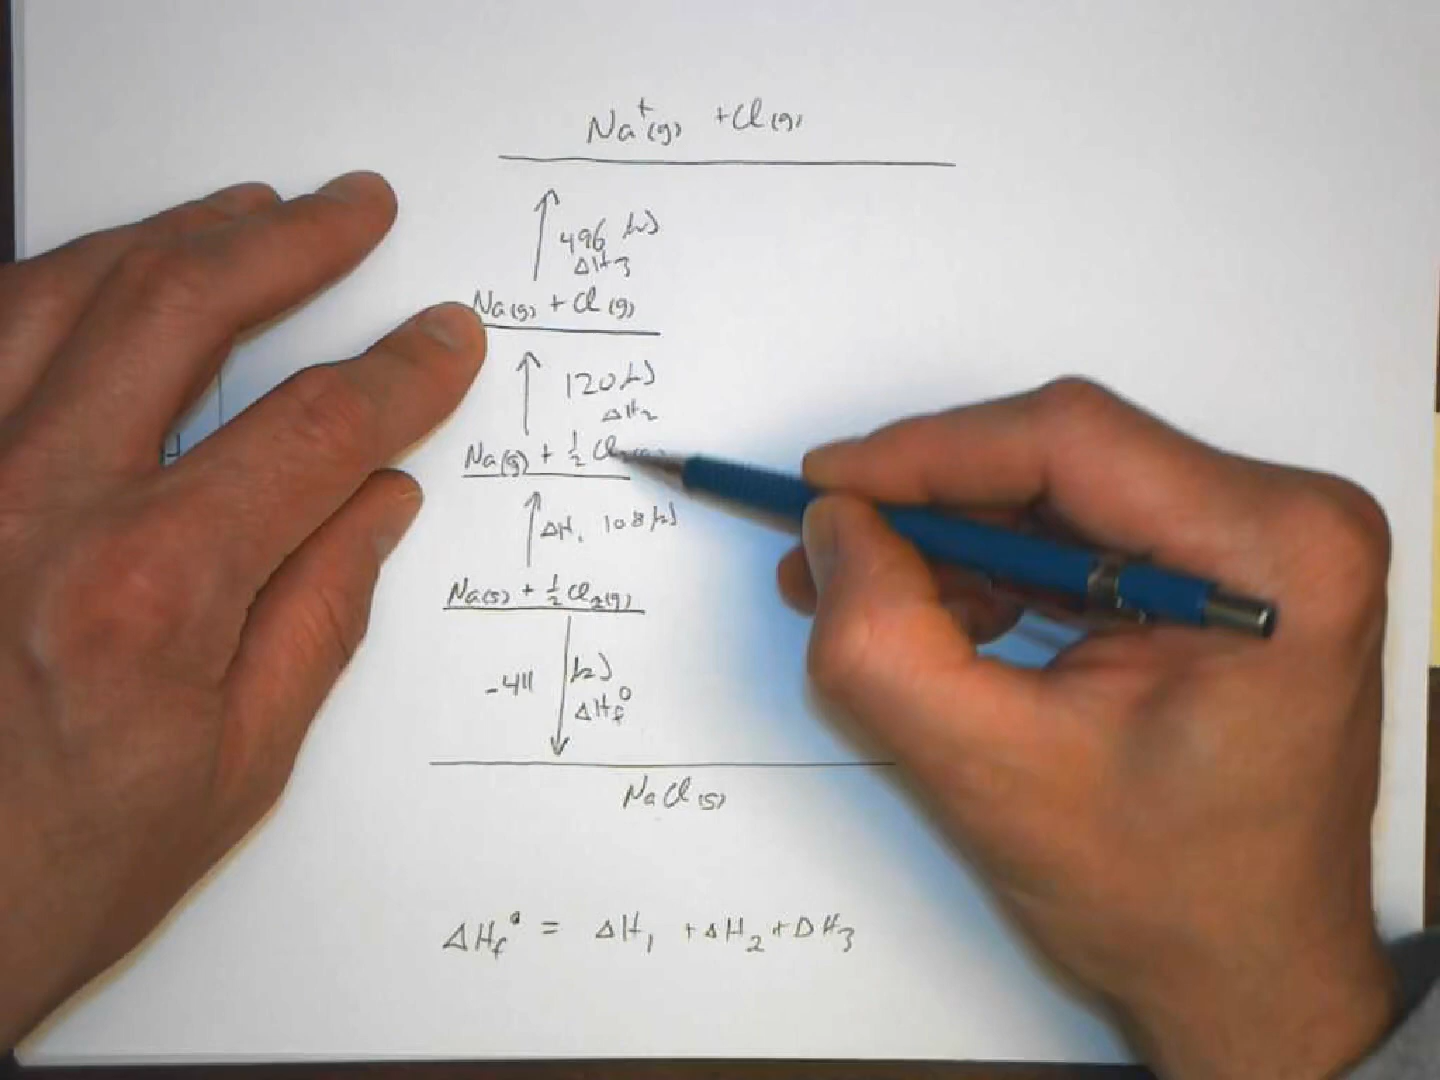 Na⁺(g) + Cl(g)
496 kJ
ΔH₃
Na(g) + Cl(g)
120 kJ
ΔH₂
Na(g) + ½ Cl
ΔH₁ 108 kJ
Na(s) + ½ Cl₂(g)
-411 kJ
ΔHf°
NaCl(s)
ΔHf° = ΔH₁ + ΔH₂ + ΔH₃